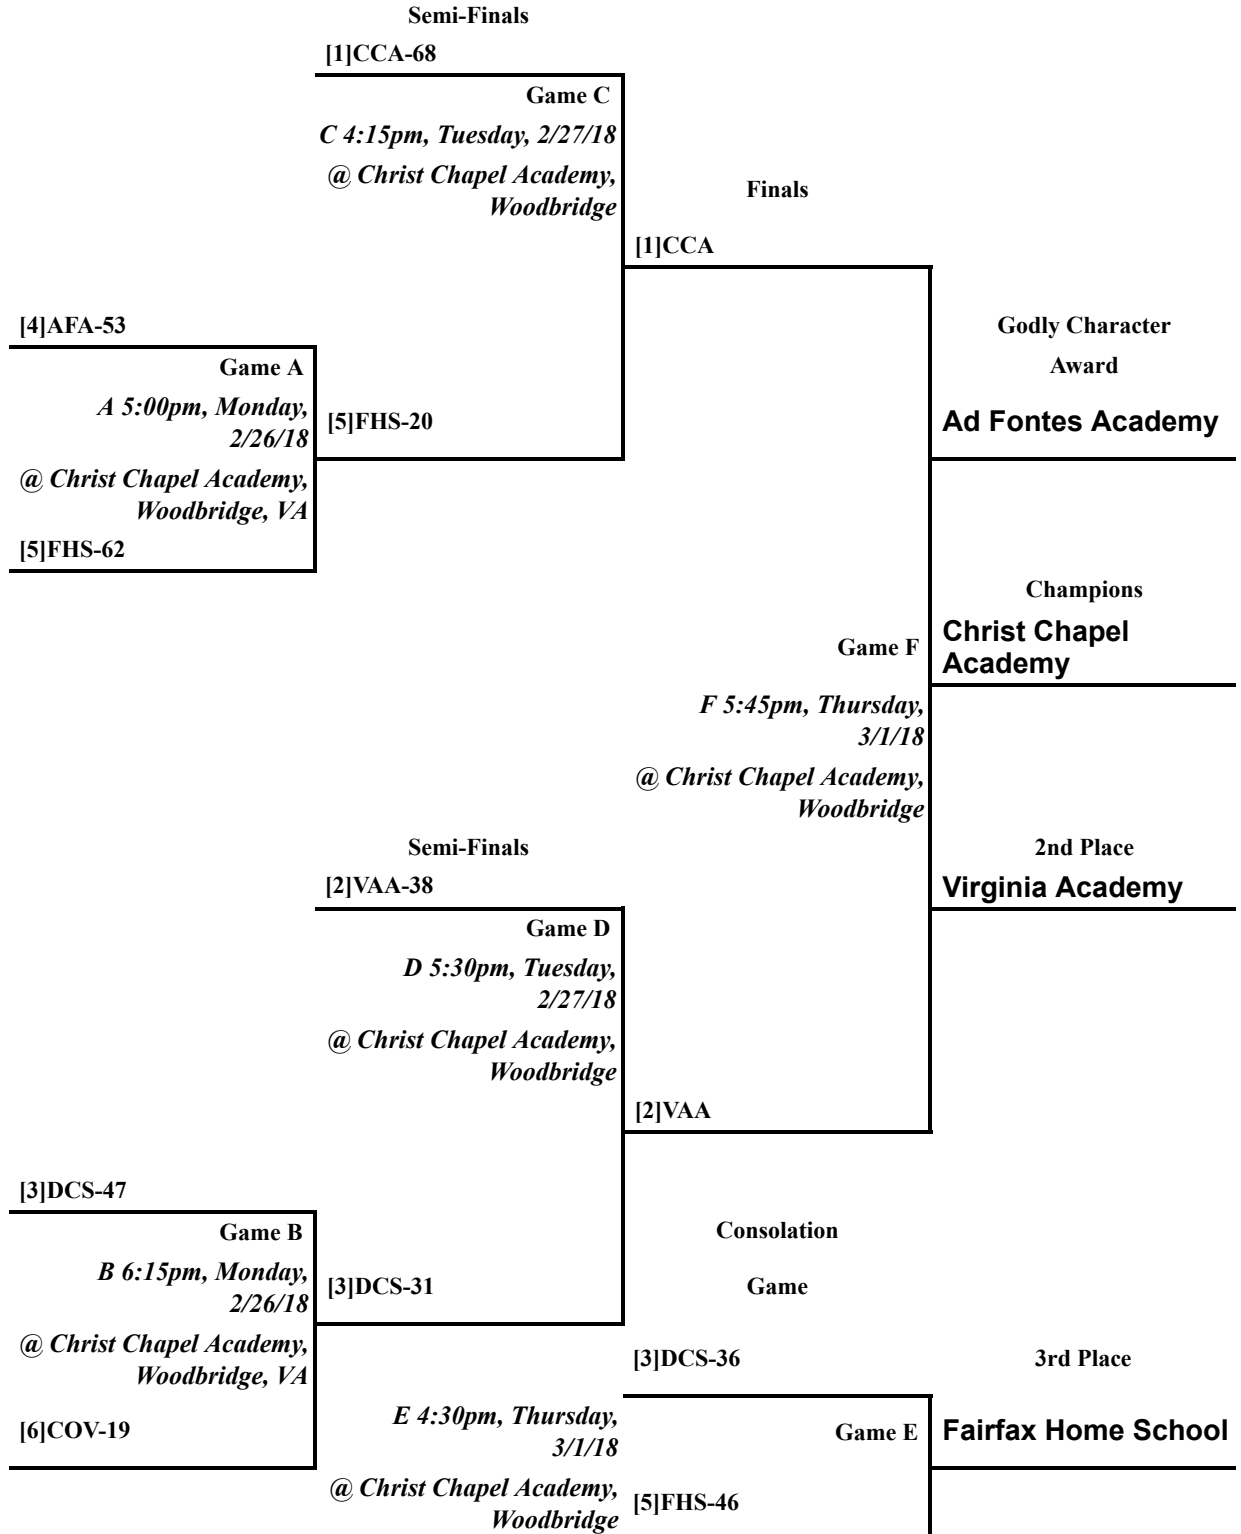 Semi-Finals
[1]CCA-68
Game C
C 4:15pm, Tuesday, 2/27/18
@ Christ Chapel Academy,
Woodbridge
Finals
[1]CCA
[4]AFA-53
Game A
A 5:00pm, Monday,
2/26/18
@ Christ Chapel Academy,
Woodbridge, VA
[5]FHS-62
[5]FHS-20
Godly Character
Award
Ad Fontes Academy
Champions
Christ Chapel
Academy
Game F
F 5:45pm, Thursday,
3/1/18
@ Christ Chapel Academy,
Woodbridge
2nd Place
Virginia Academy
Semi-Finals
[2]VAA-38
Game D
D 5:30pm, Tuesday,
2/27/18
@ Christ Chapel Academy,
Woodbridge
[2]VAA
[3]DCS-47
Game B
B 6:15pm, Monday,
2/26/18
@ Christ Chapel Academy,
Woodbridge, VA
[6]COV-19
[3]DCS-31
Consolation
Game
[3]DCS-36
3rd Place
E 4:30pm, Thursday,
3/1/18
@ Christ Chapel Academy,
Woodbridge
Game E
Fairfax Home School
[5]FHS-46